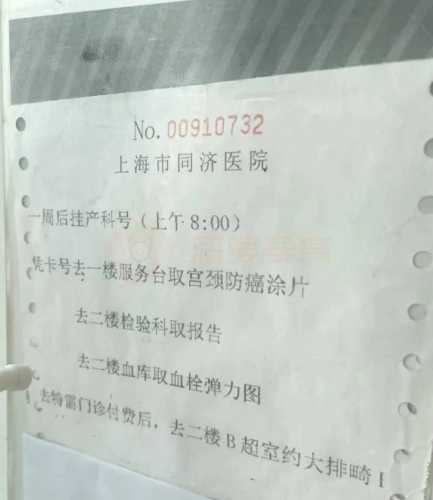 No. 00910732
上海市同济医院
一周后挂产科号(上午 8:00)
凭卡号去一楼服务台取宫颈防癌涂片
去二楼检验科取报告
去二楼血库取血栓弹力图
去特需门诊付费后，去二楼 B 超室约大排畸